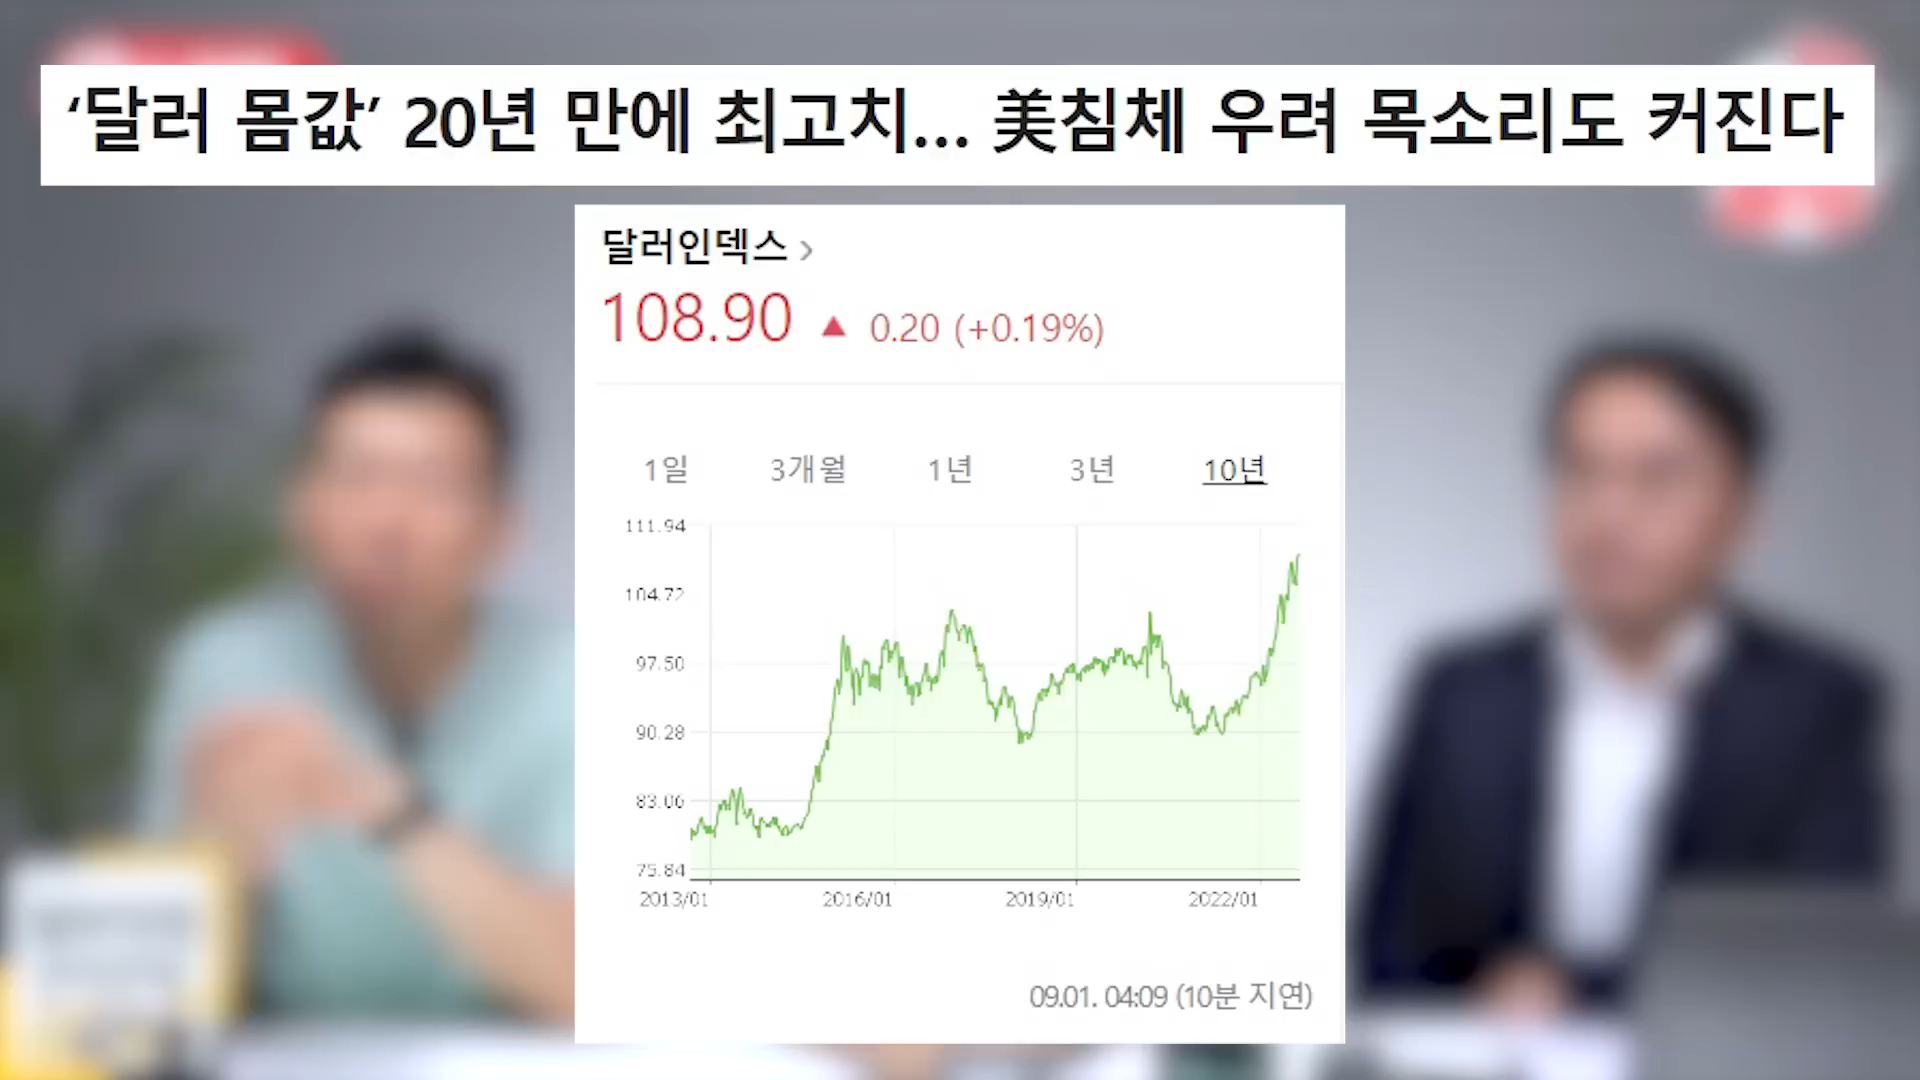 ‘달러 몸값’ 20년 만에 최고치... 美침체 우려 목소리도 커진다
달러인덱스 >
108.90 ▲ 0.20 (+0.19%)
1일 3개월 1년 3년 10년
111.94
104.72
97.50
90.28
83.06
75.84
2013/01 2016/01 2019/01 2022/01
09.01. 04:09 (10분 지연)